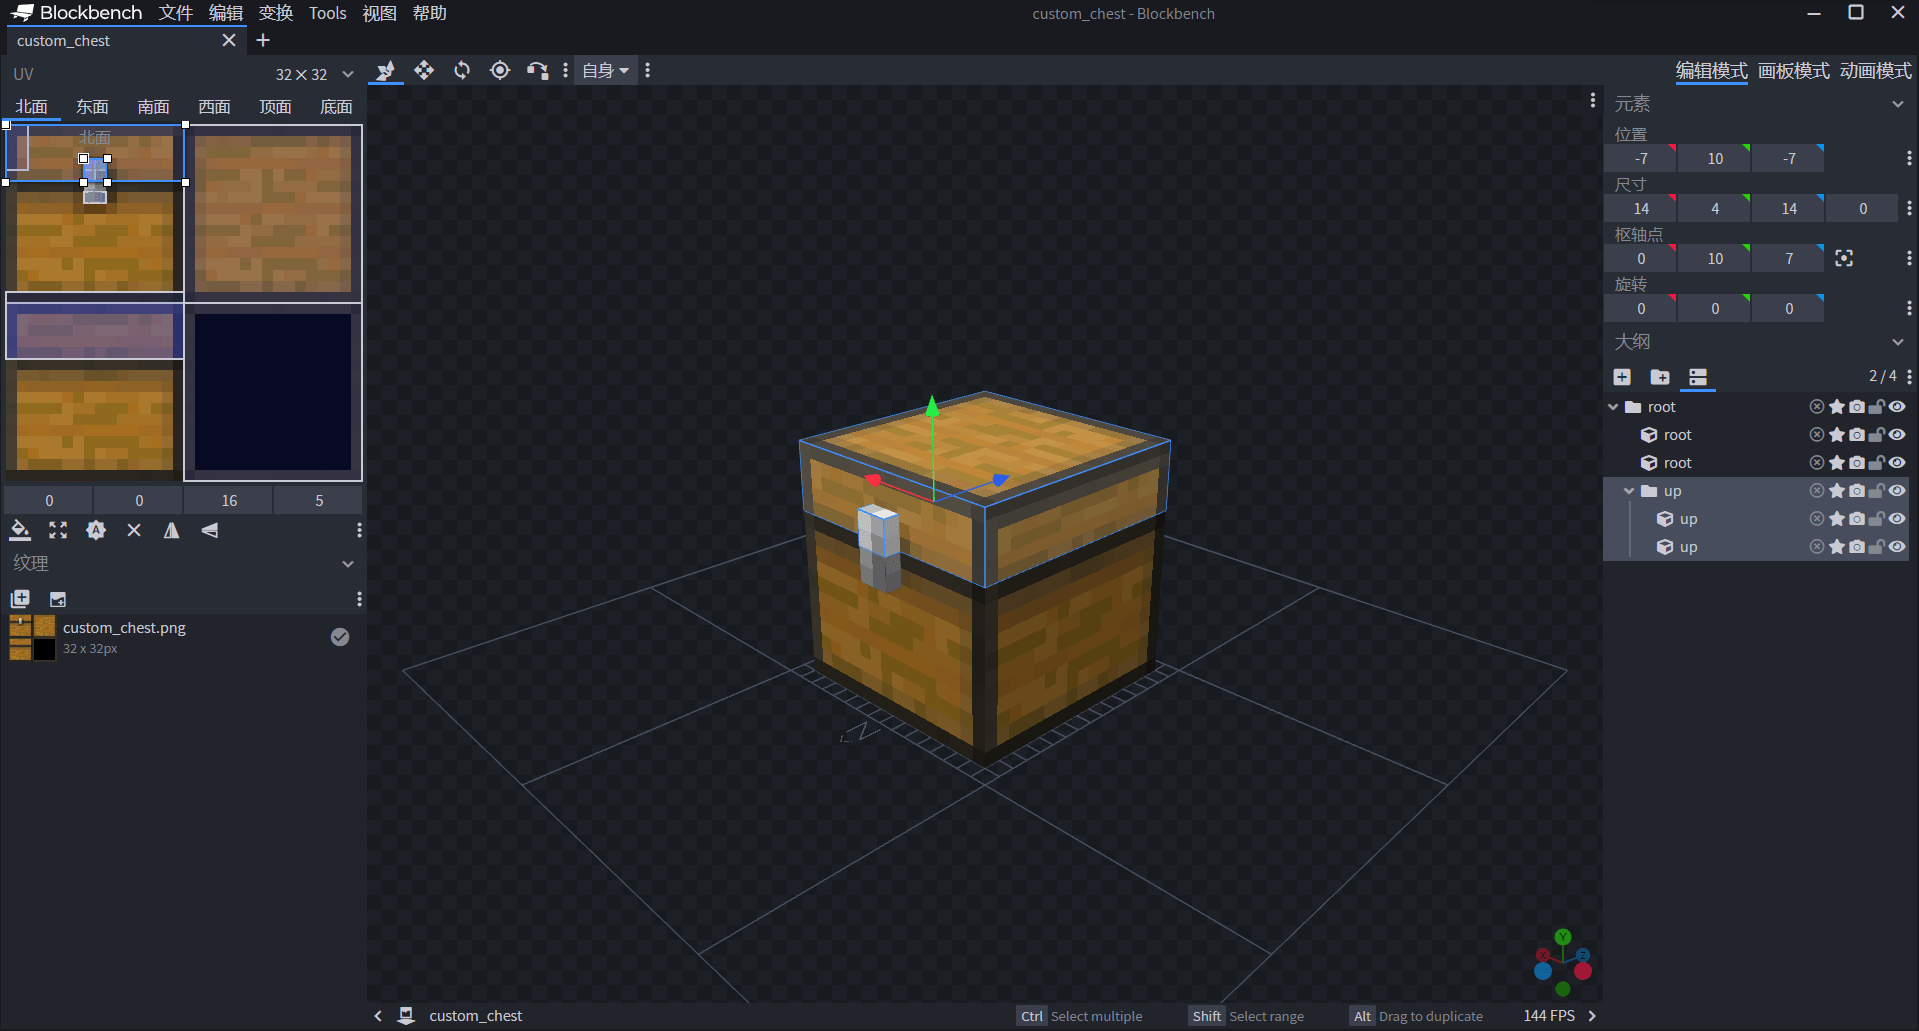 Blockbench 文件 编辑 变换 Tools 视图 帮助 custom_chest - Blockbench
custom_chest
UV 32×32
北面 东面 南面 西面 顶面 底面
北面
0 0 16 5
纹理
custom_chest.png
32 x 32px
自身
编辑模式 画板模式 动画模式
元素
位置
-7 10 -7
尺寸
14 4 14 0
枢轴点
0 10 7
旋转
0 0 0
大纲
2 / 4
root
root
root
up
up
up
Y
Z
custom_chest Ctrl Select multiple Shift Select range Alt Drag to duplicate 144 FPS